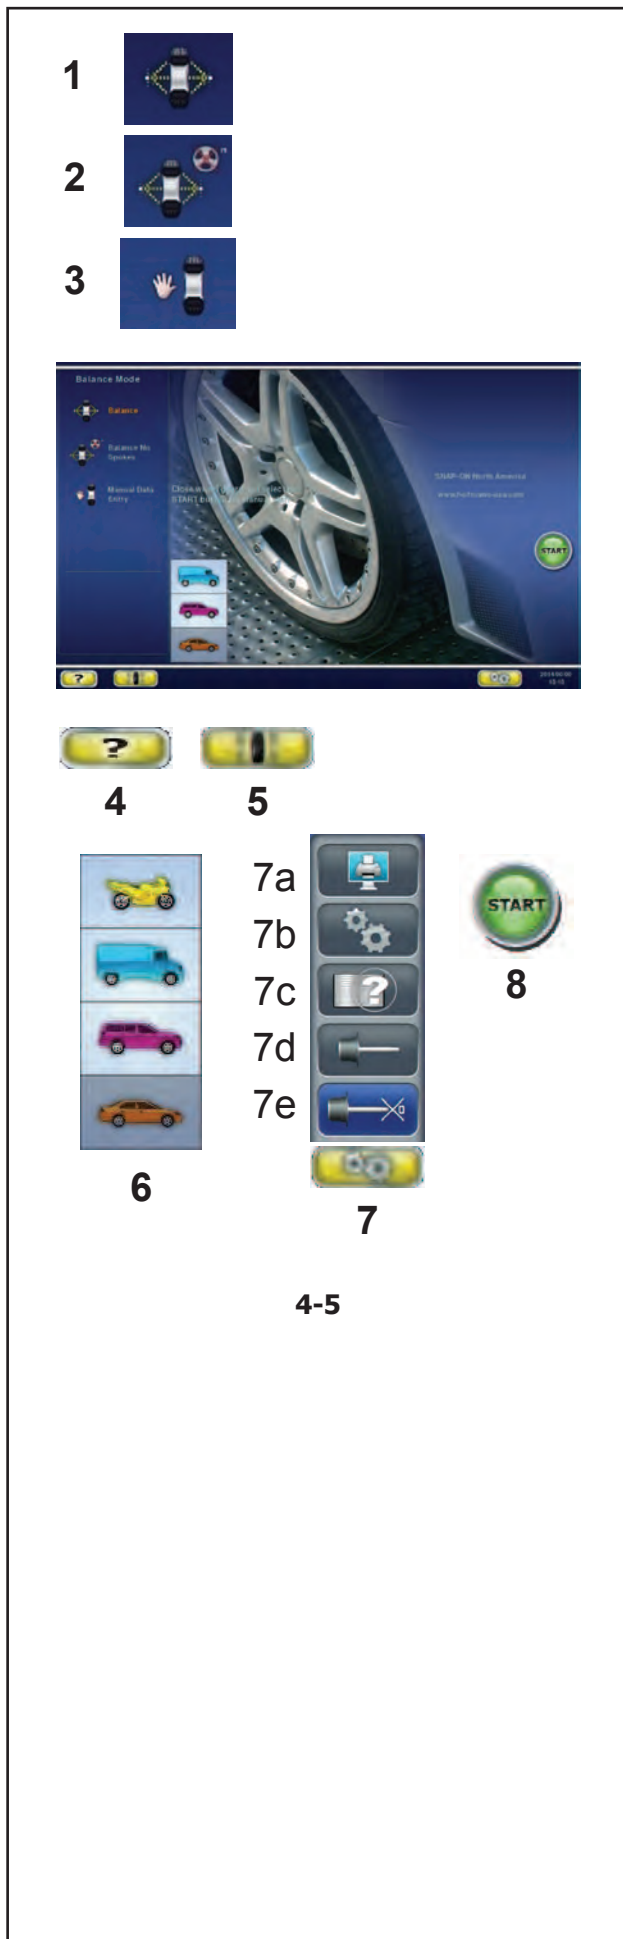 1
2
3
Balance Mode
Balance
Balance No
Spokes
Manual Data
Entry
SNAP-ON North America
START
?
?
4
5
7a
7b
7c
7d
7e
?
START
8
6
7
4-5